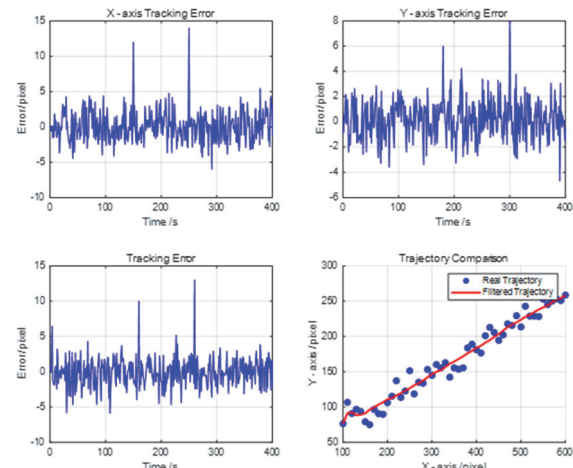 X - axis Tracking Error
Error/pixel
15
10
5
0
-5
-10
0 100 200 300 400
Time /s
Y - axis Tracking Error
Error/pixel
8
6
4
2
0
-2
-4
-6
0 100 200 300 400
Time /s
Tracking Error
Error/pixel
15
10
5
0
-5
-10
0 100 200 300 400
Time /s
Trajectory Comparison
Real Trajectory
Filtered Trajectory
Y - axis/pixel
300
250
200
150
100
50
100 200 300 400 500 600
X - axis /pixel